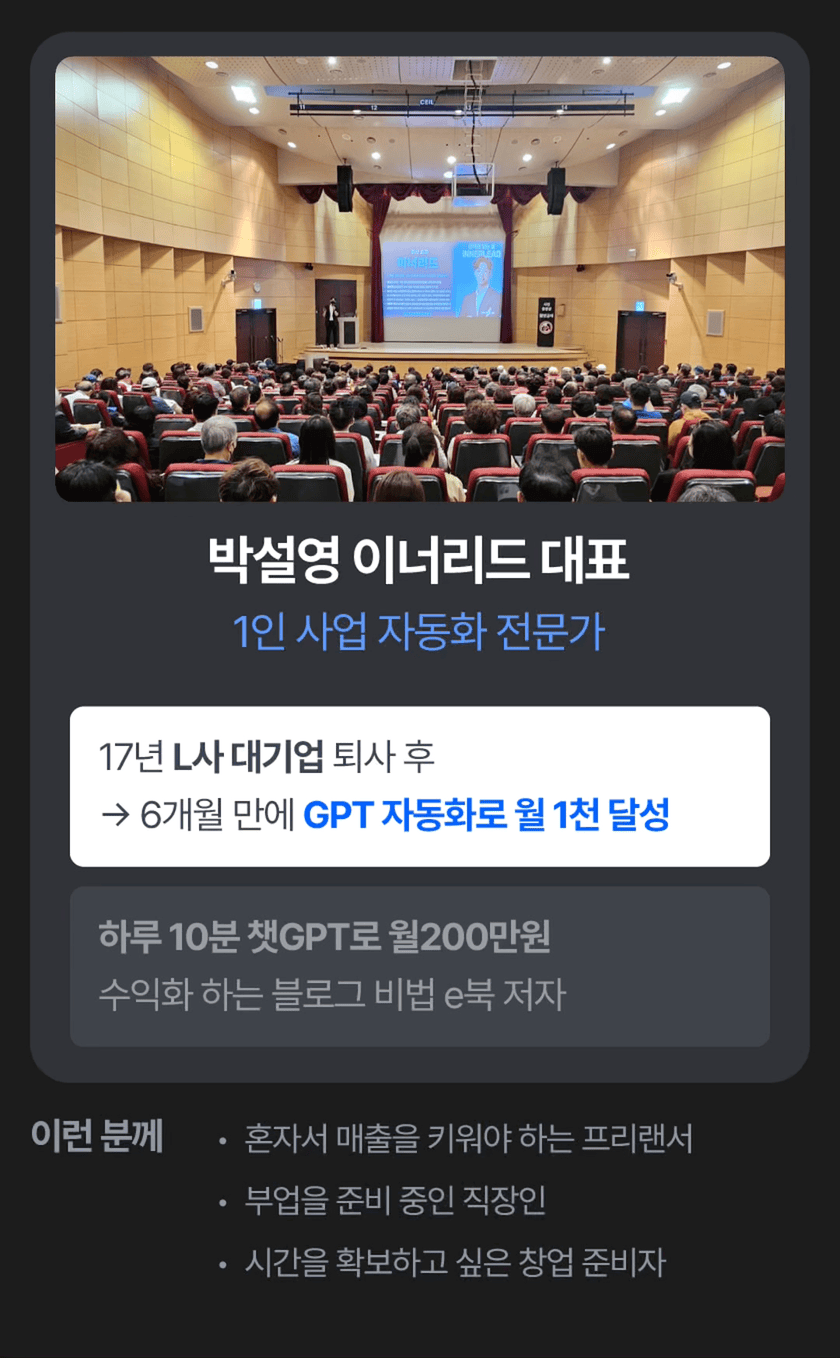 INNERLEAD
박설영 이너리드 대표
1인 사업 자동화 전문가
17년 L사 대기업 퇴사 후
→ 6개월 만에 GPT 자동화로 월 1천 달성
하루 10분 챗GPT로 월200만원
수익화 하는 블로그 비법 e북 저자
이런 분께
• 혼자서 매출을 키워야 하는 프리랜서
• 부업을 준비 중인 직장인
• 시간을 확보하고 싶은 창업 준비자